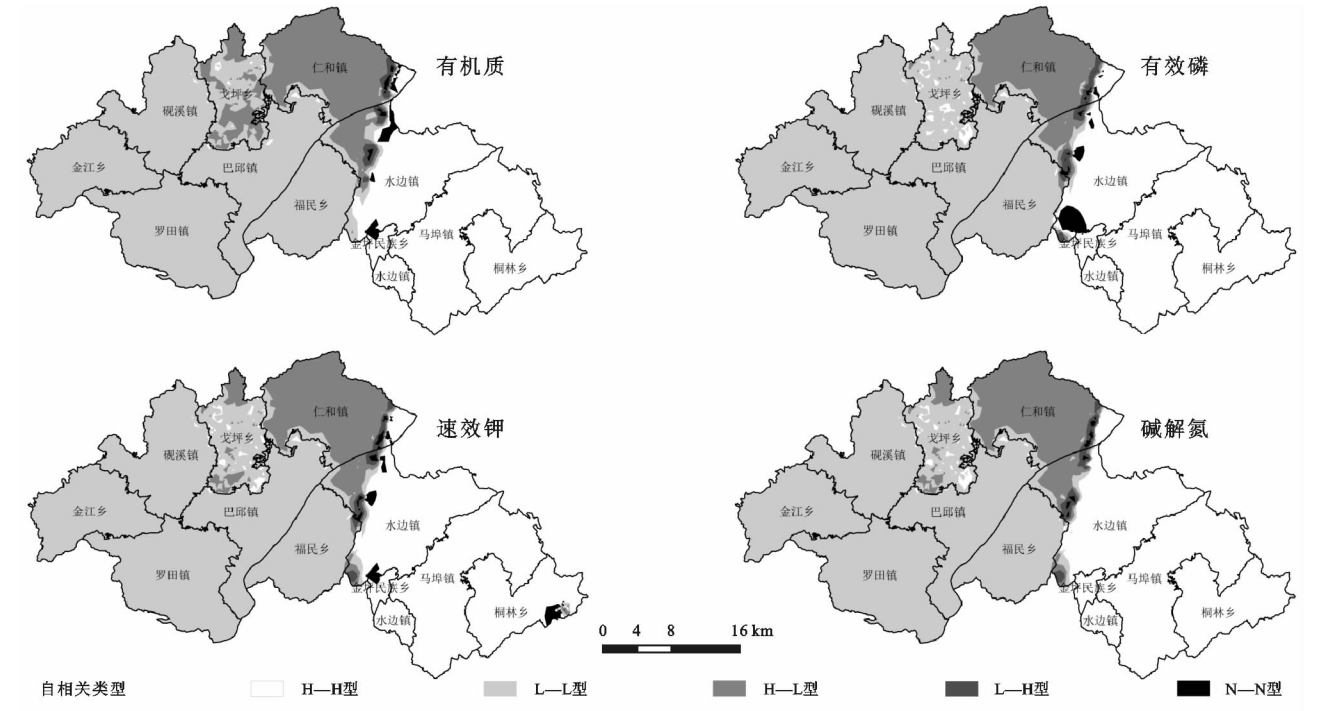 有机质
仁和镇
戈坪乡
砚溪镇
金江乡
巴邱镇
水边镇
福民乡
罗田镇
马埠镇
金坪民族乡
桐林乡
水边镇
有效磷
仁和镇
戈坪乡
砚溪镇
金江乡
巴邱镇
水边镇
福民乡
罗田镇
马埠镇
金坪民族乡
桐林乡
水边镇
速效钾
仁和镇
戈坪乡
砚溪镇
金江乡
巴邱镇
水边镇
福民乡
罗田镇
马埠镇
金坪民族乡
桐林乡
水边镇
碱解氮
仁和镇
戈坪乡
砚溪镇
金江乡
巴邱镇
水边镇
福民乡
罗田镇
马埠镇
金坪民族乡
桐林乡
水边镇
0 4 8 16 km
自相关类型 H—H型 L—L型 H—L型 L—H型 N—N型